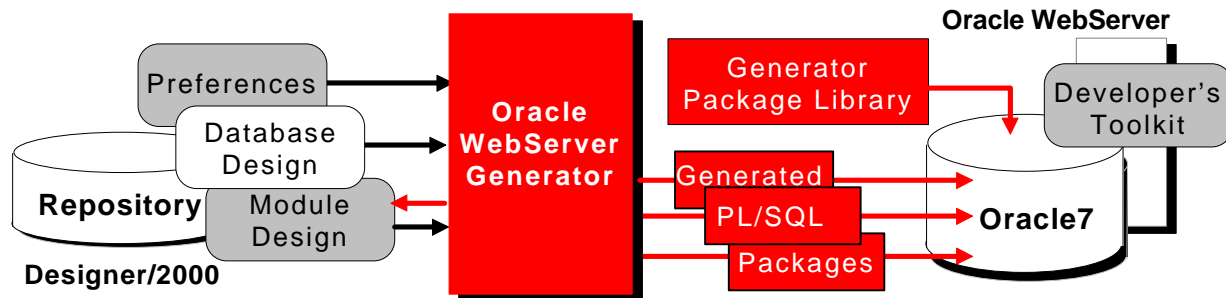 Oracle WebServer
Preferences
Database
Design
Repository
Module
Design
Designer/2000
Oracle
WebServer
Generator
Generator
Package Library
Developer's
Toolkit
Generated
PL/SQL
Packages
Oracle7